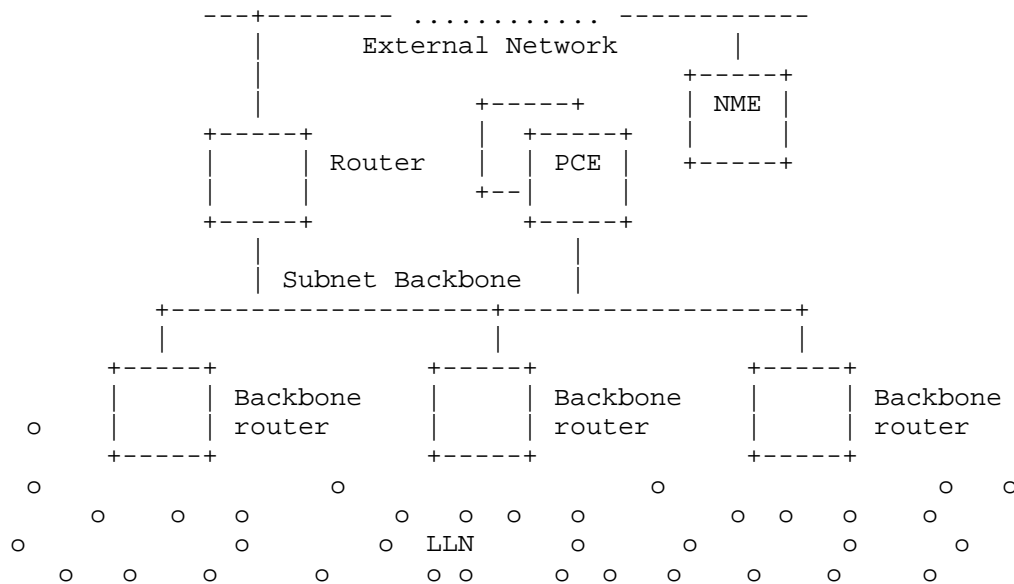 ---+-------- ............ ------------
External Network
NME
Router
PCE
Subnet Backbone
Backbone router
Backbone router
Backbone router
o
o o o o o
o o o o o o o o o o o
o o o LLN o o o o
o o o o o o o o o o o o